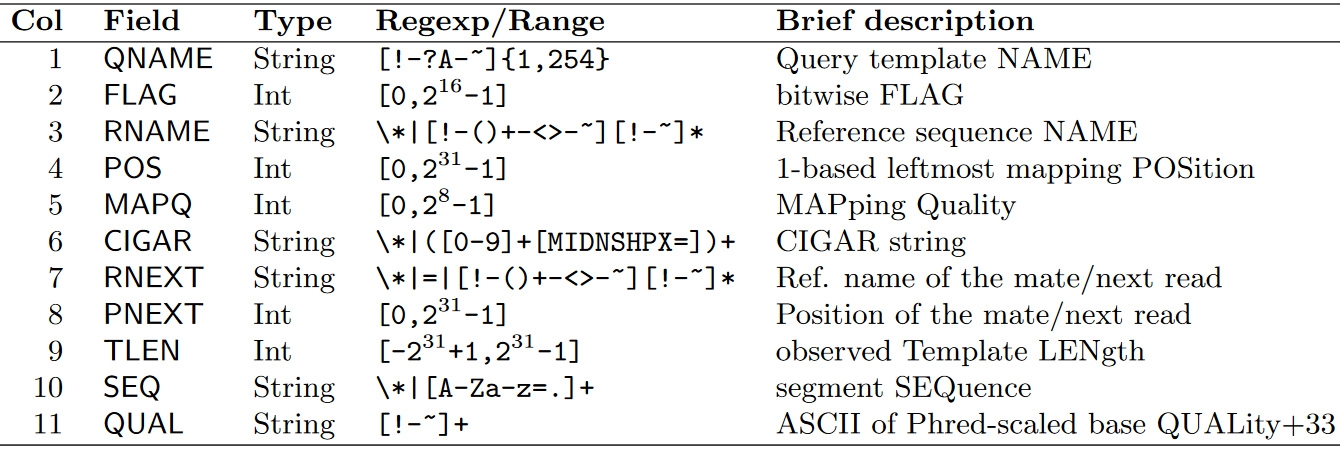 Col Field Type Regexp/Range Brief description
1 QNAME String [!-?A-~]{1,254} Query template NAME
2 FLAG Int [0,2^16-1] bitwise FLAG
3 RNAME String \*|[!-()+-<>-~][!-~]* Reference sequence NAME
4 POS Int [0,2^31-1] 1-based leftmost mapping POSition
5 MAPQ Int [0,2^8-1] MAPping Quality
6 CIGAR String \*|([0-9]+[MIDNSHPX=])+ CIGAR string
7 RNEXT String \*|=|[!-()+-<>-~][!-~]* Ref. name of the mate/next read
8 PNEXT Int [0,2^31-1] Position of the mate/next read
9 TLEN Int [-2^31+1,2^31-1] observed Template LENgth
10 SEQ String \*|[A-Za-z=.]+ segment SEQuence
11 QUAL String [!-~]+ ASCII of Phred-scaled base QUALity+33